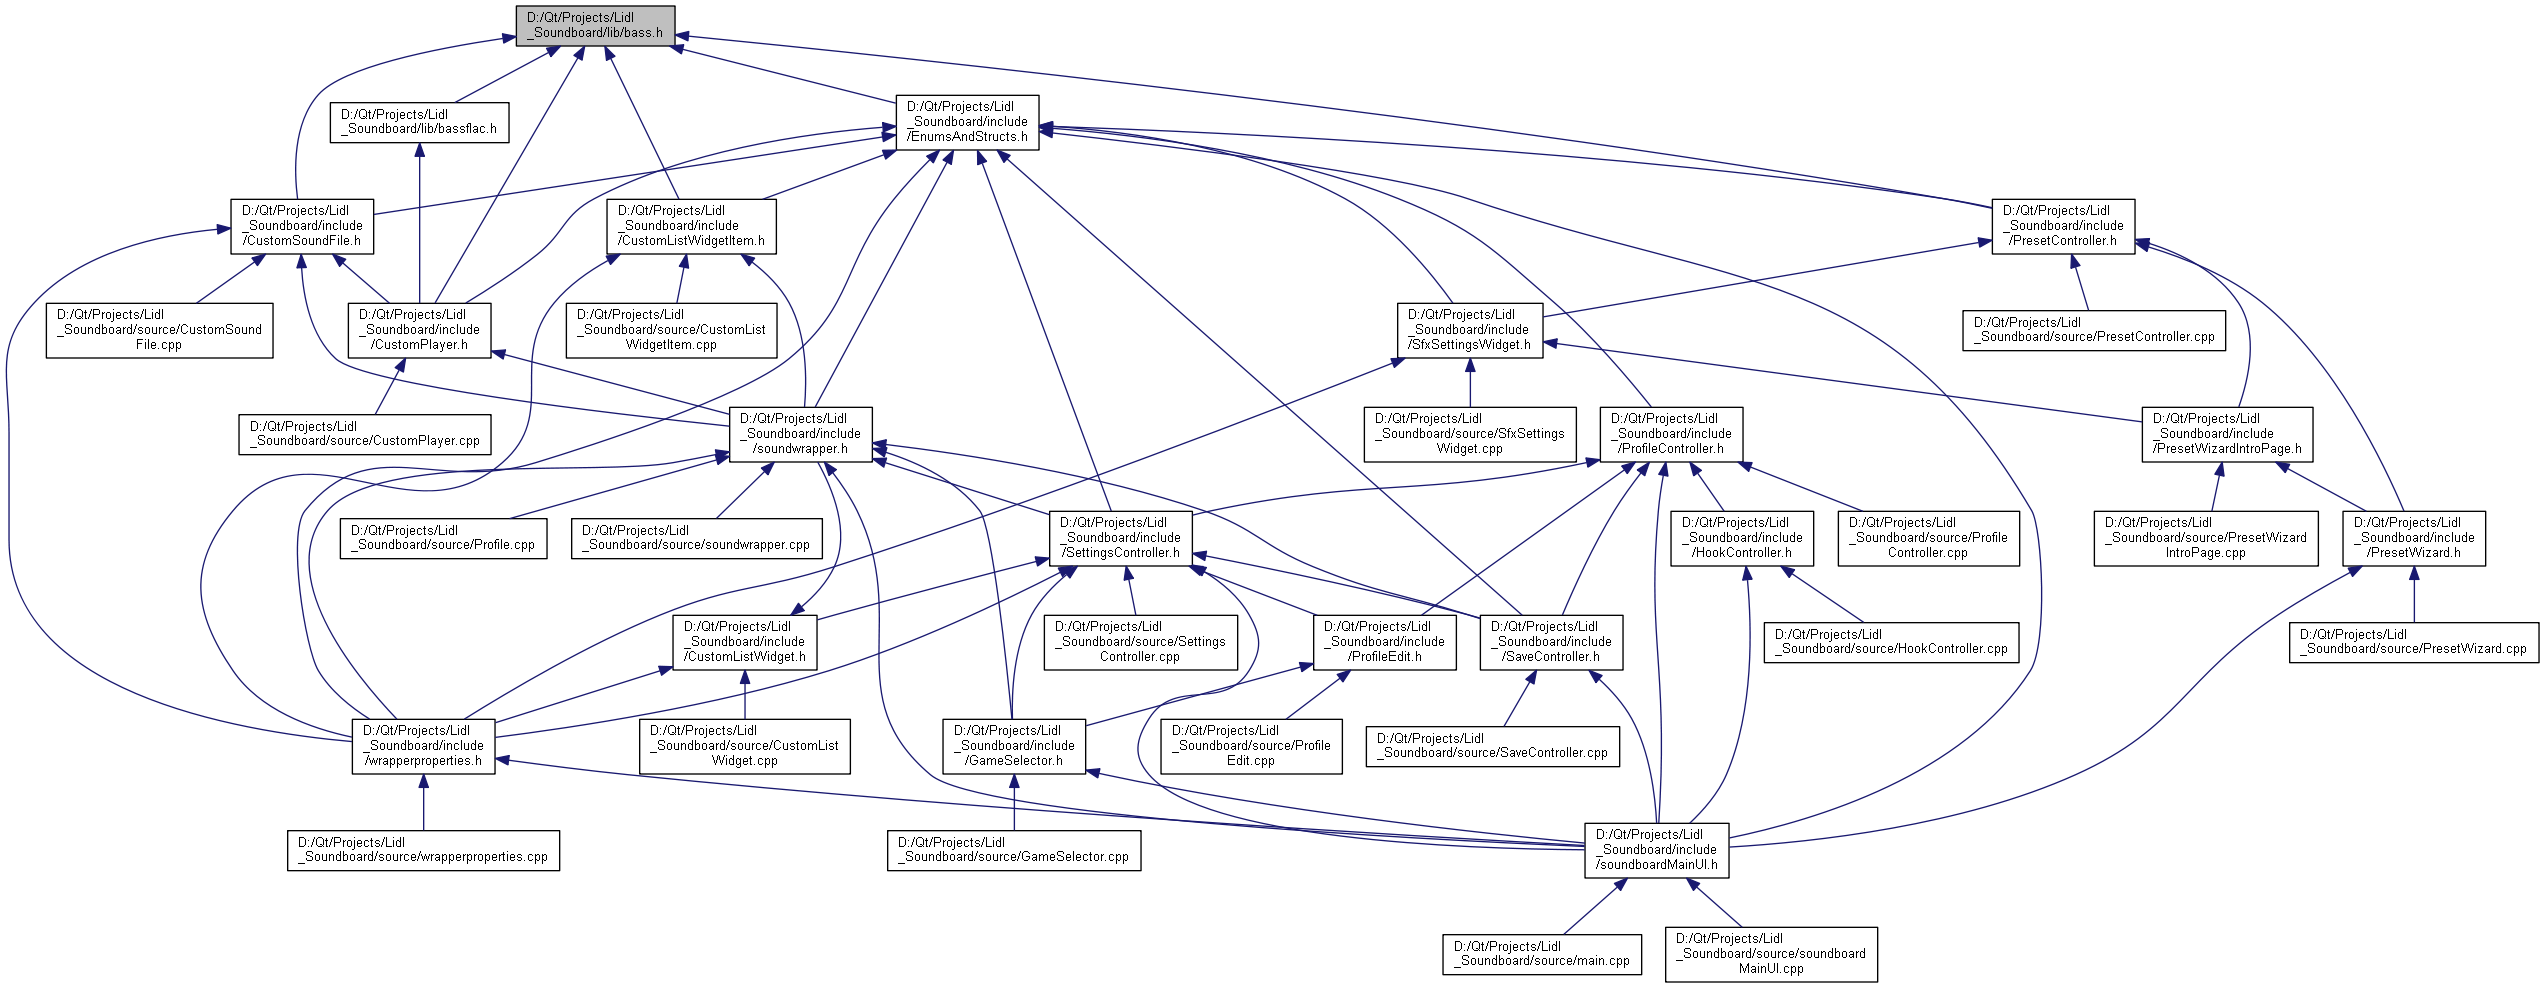 D:/Qt/Projects/Lidl
_Soundboard/lib/bass.h
D:/Qt/Projects/Lidl
_Soundboard/lib/bassflac.h
D:/Qt/Projects/Lidl
_Soundboard/include
/EnumsAndStructs.h
D:/Qt/Projects/Lidl
_Soundboard/include
/CustomSoundFile.h
D:/Qt/Projects/Lidl
_Soundboard/include
/CustomListWidgetItem.h
D:/Qt/Projects/Lidl
_Soundboard/include
/PresetController.h
D:/Qt/Projects/Lidl
_Soundboard/source/CustomSound
File.cpp
D:/Qt/Projects/Lidl
_Soundboard/include
/CustomPlayer.h
D:/Qt/Projects/Lidl
_Soundboard/source/CustomList
WidgetItem.cpp
D:/Qt/Projects/Lidl
_Soundboard/include
/SfxSettingsWidget.h
D:/Qt/Projects/Lidl
_Soundboard/source/PresetController.cpp
D:/Qt/Projects/Lidl
_Soundboard/source/CustomPlayer.cpp
D:/Qt/Projects/Lidl
_Soundboard/include
/soundwrapper.h
D:/Qt/Projects/Lidl
_Soundboard/source/SfxSettings
Widget.cpp
D:/Qt/Projects/Lidl
_Soundboard/include
/ProfileController.h
D:/Qt/Projects/Lidl
_Soundboard/include
/PresetWizardIntroPage.h
D:/Qt/Projects/Lidl
_Soundboard/source/Profile.cpp
D:/Qt/Projects/Lidl
_Soundboard/source/soundwrapper.cpp
D:/Qt/Projects/Lidl
_Soundboard/include
/SettingsController.h
D:/Qt/Projects/Lidl
_Soundboard/include
/HookController.h
D:/Qt/Projects/Lidl
_Soundboard/source/Profile
Controller.cpp
D:/Qt/Projects/Lidl
_Soundboard/source/PresetWizard
IntroPage.cpp
D:/Qt/Projects/Lidl
_Soundboard/include
/PresetWizard.h
D:/Qt/Projects/Lidl
_Soundboard/include
/CustomListWidget.h
D:/Qt/Projects/Lidl
_Soundboard/source/Settings
Controller.cpp
D:/Qt/Projects/Lidl
_Soundboard/include
/ProfileEdit.h
D:/Qt/Projects/Lidl
_Soundboard/include
/SaveController.h
D:/Qt/Projects/Lidl
_Soundboard/source/HookController.cpp
D:/Qt/Projects/Lidl
_Soundboard/source/PresetWizard.cpp
D:/Qt/Projects/Lidl
_Soundboard/include
/wrapperproperties.h
D:/Qt/Projects/Lidl
_Soundboard/source/CustomList
Widget.cpp
D:/Qt/Projects/Lidl
_Soundboard/include
/GameSelector.h
D:/Qt/Projects/Lidl
_Soundboard/source/Profile
Edit.cpp
D:/Qt/Projects/Lidl
_Soundboard/source/SaveController.cpp
D:/Qt/Projects/Lidl
_Soundboard/source/wrapperproperties.cpp
D:/Qt/Projects/Lidl
_Soundboard/source/GameSelector.cpp
D:/Qt/Projects/Lidl
_Soundboard/include
/soundboardMainUI.h
D:/Qt/Projects/Lidl
_Soundboard/source/main.cpp
D:/Qt/Projects/Lidl
_Soundboard/source/soundboard
MainUI.cpp